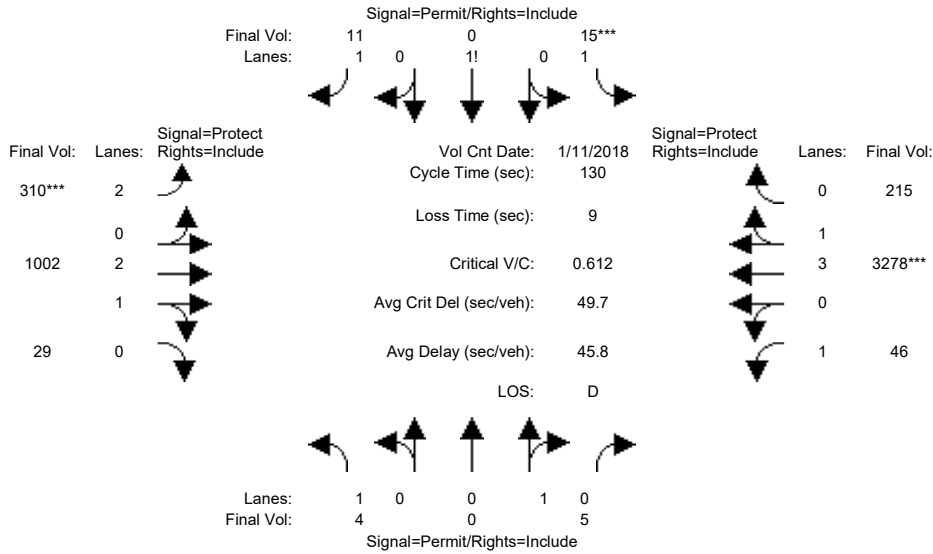 Signal=Permit/Rights=Include
Final Vol: 11 0 15***
Lanes: 1 0 1! 0 1
Signal=Protect Signal=Protect
Final Vol: Lanes: Rights=Include Vol Cnt Date: 1/11/2018 Rights=Include Lanes: Final Vol:
Cycle Time (sec): 130
310*** 2 0 215
Loss Time (sec): 9
0 1
1002 2 Critical V/C: 0.612 3 3278***
1 Avg Crit Del (sec/veh): 49.7 0
29 0 Avg Delay (sec/veh): 45.8 1 46
LOS: D
Lanes: 1 0 0 1 0
Final Vol: 4 0 5
Signal=Permit/Rights=Include